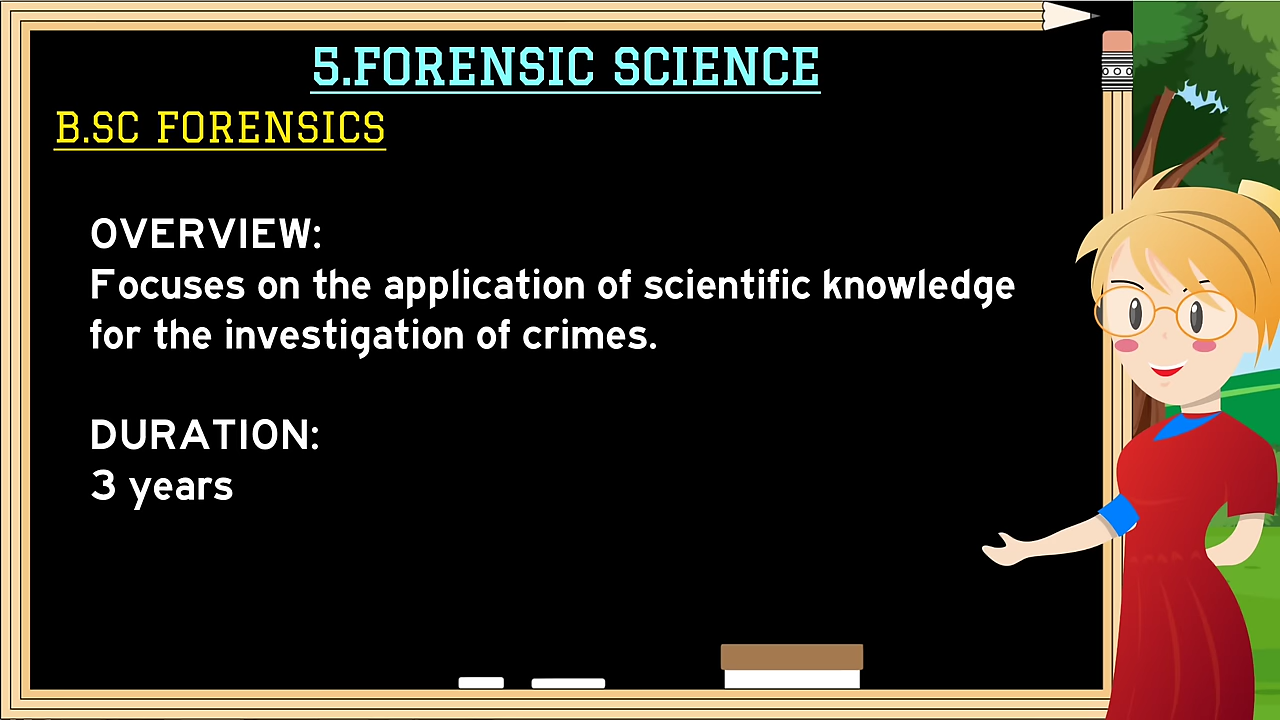 5.FORENSIC SCIENCE
B.SC FORENSICS
OVERVIEW:
Focuses on the application of scientific knowledge
for the investigation of crimes.
DURATION:
3 years